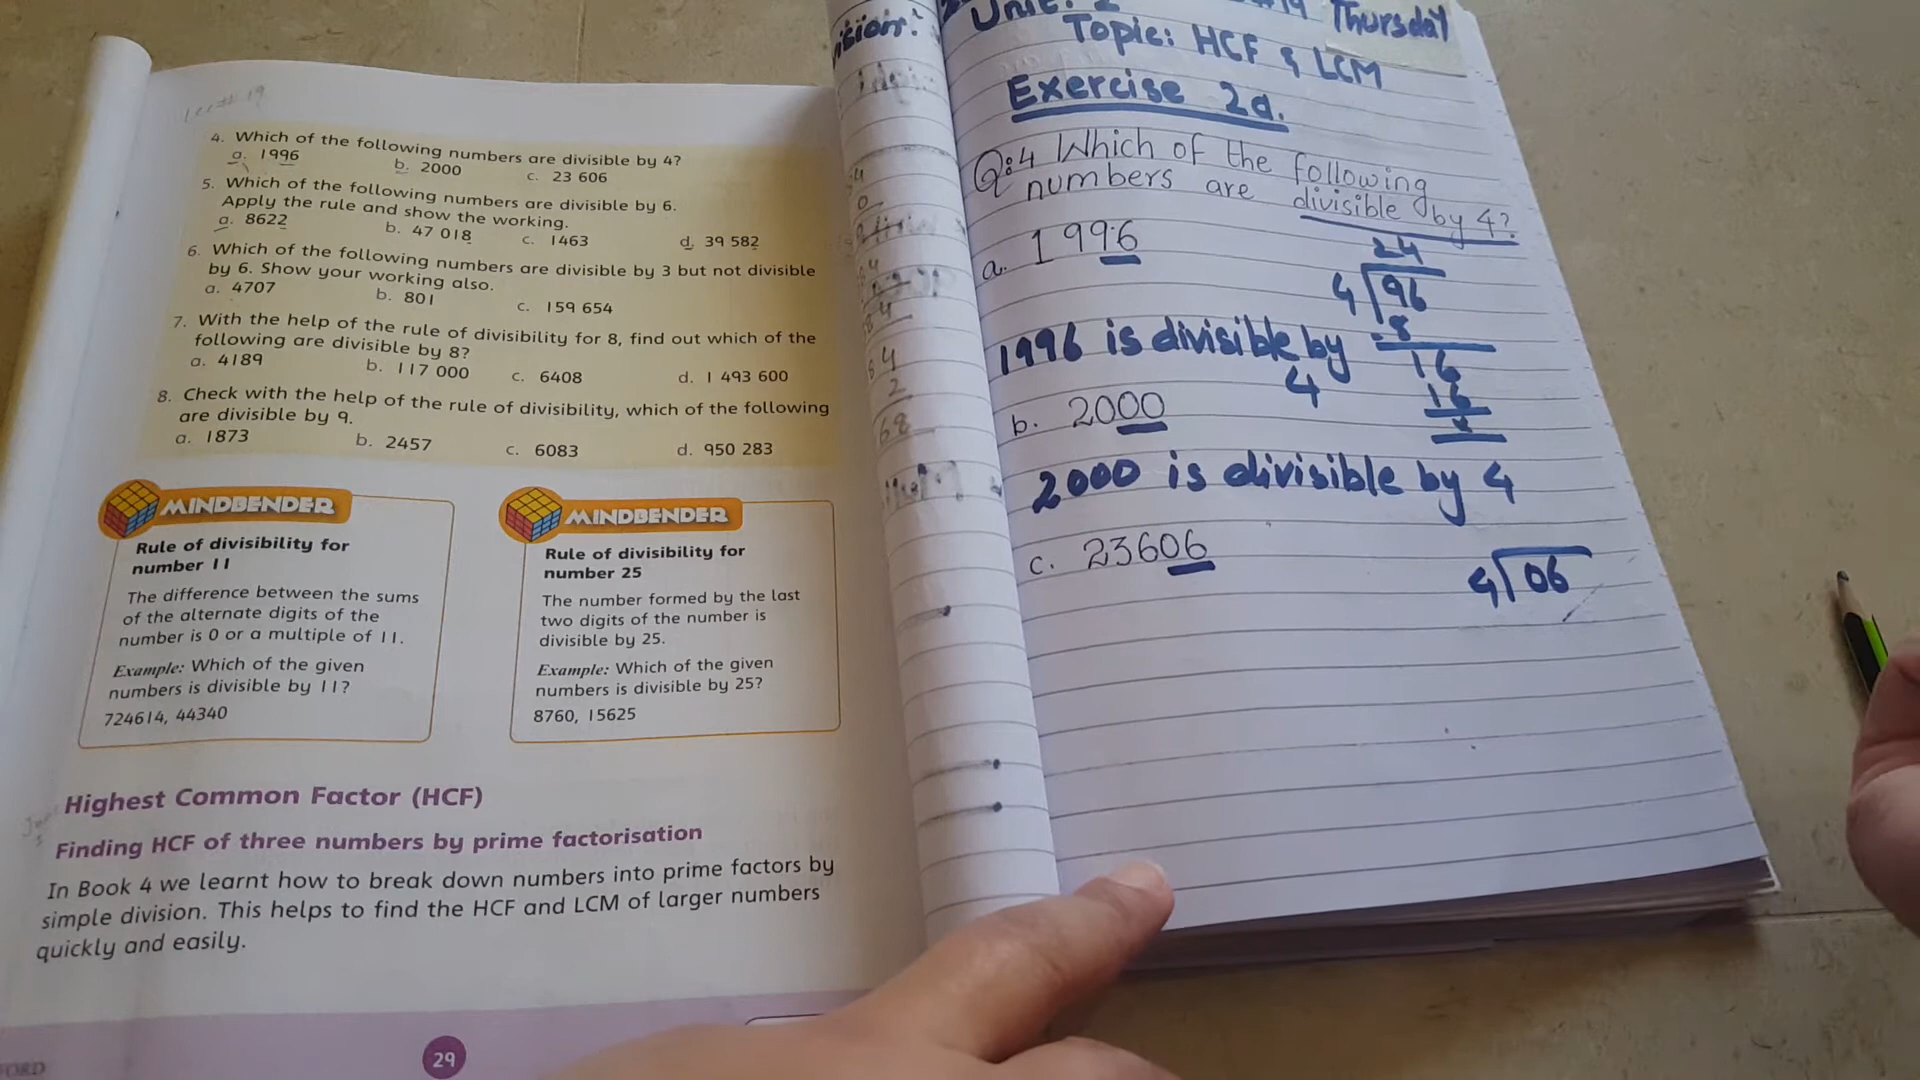 4. Which of the following numbers are divisible by 4?
a. 1996 b. 2000 c. 23 606
5. Which of the following numbers are divisible by 6.
Apply the rule and show the working.
a. 8622 b. 47 018 c. 1463 d. 39 582
6. Which of the following numbers are divisible by 3 but not divisible
by 6. Show your working also.
a. 4707 b. 801 c. 159 654
7. With the help of the rule of divisibility for 8, find out which of the
following are divisible by 8?
a. 4189 b. 117 000 c. 6408 d. 1 493 600
8. Check with the help of the rule of divisibility, which of the following
are divisible by 9.
a. 1873 b. 2457 c. 6083 d. 950 283
MINDBENDER
Rule of divisibility for
number 11
The difference between the sums
of the alternate digits of the
number is 0 or a multiple of 11.
Example: Which of the given
numbers is divisible by 11?
724614, 44340
MINDBENDER
Rule of divisibility for
number 25
The number formed by the last
two digits of the number is
divisible by 25.
Example: Which of the given
numbers is divisible by 25?
8760, 15625
Highest Common Factor (HCF)
Finding HCF of three numbers by prime factorisation
In Book 4 we learnt how to break down numbers into prime factors by
simple division. This helps to find the HCF and LCM of larger numbers
quickly and easily.
29
Thursday
Topic: HCF & LCM
Exercise 2a.
Q:4 Which of the following
numbers are divisible by 4?
a. 1996
24
4 96
-8
16
16
x
1996 is divisible by
4
b. 2000
2000 is divisible by 4
c. 23606
4 06